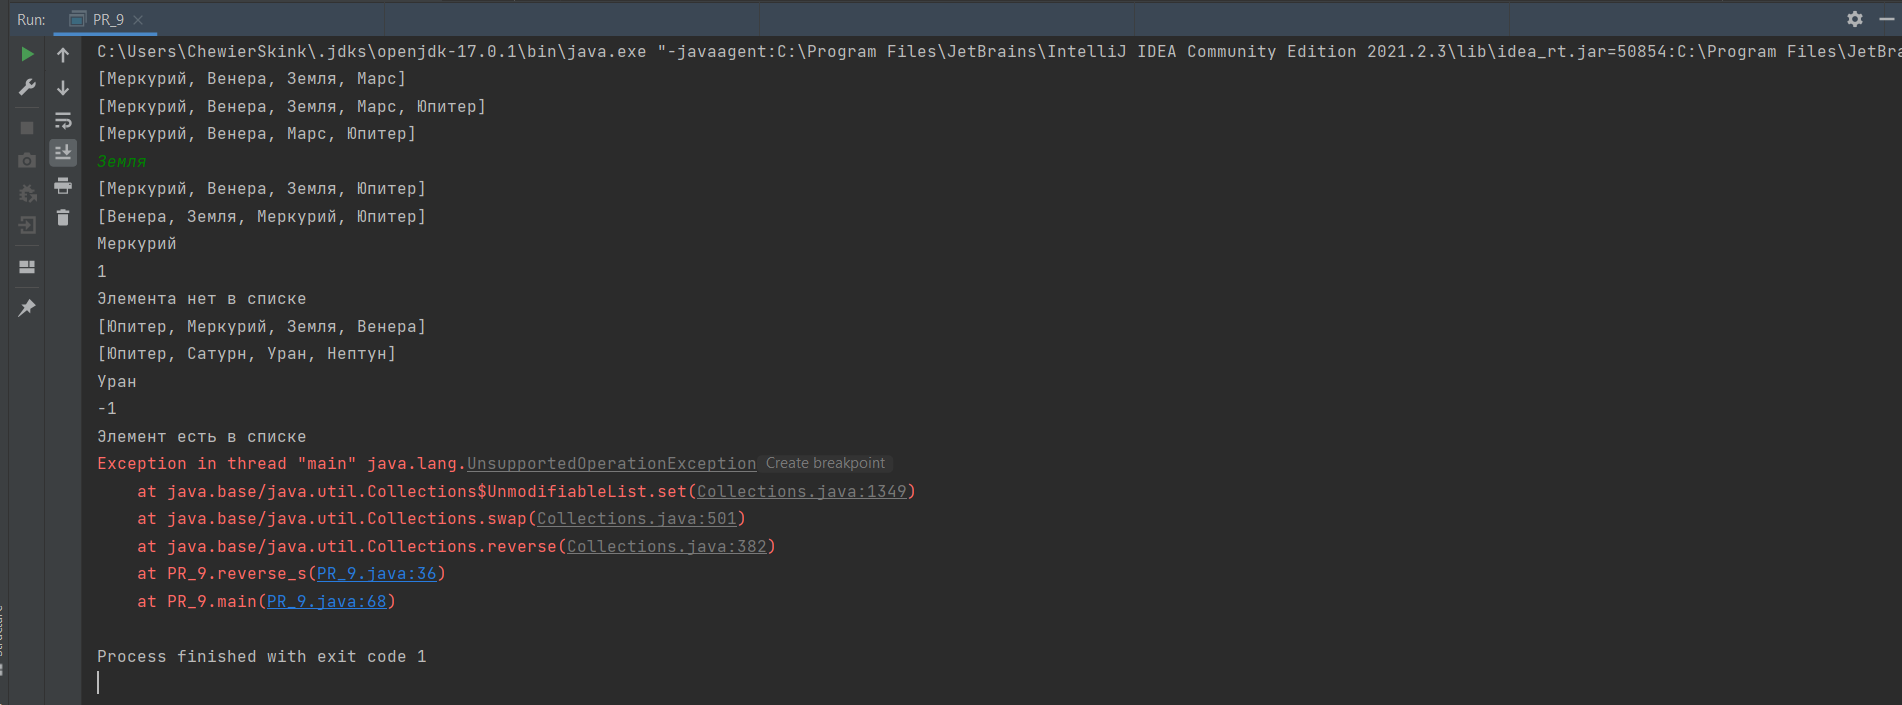 Run: PR_9
C:\Users\ChewierSkink\.jdks\openjdk-17.0.1\bin\java.exe "-javaagent:C:\Program Files\JetBrains\IntelliJ IDEA Community Edition 2021.2.3\lib\idea_rt.jar=50854:C:\Program Files\JetBra
[Меркурий, Венера, Земля, Марс]
[Меркурий, Венера, Земля, Марс, Юпитер]
[Меркурий, Венера, Марс, Юпитер]
Земля
[Меркурий, Венера, Земля, Юпитер]
[Венера, Земля, Меркурий, Юпитер]
Меркурий
1
Элемента нет в списке
[Юпитер, Меркурий, Земля, Венера]
[Юпитер, Сатурн, Уран, Нептун]
Уран
-1
Элемент есть в списке
Exception in thread "main" java.lang.UnsupportedOperationException Create breakpoint
at java.base/java.util.Collections$UnmodifiableList.set(Collections.java:1349)
at java.base/java.util.Collections.swap(Collections.java:501)
at java.base/java.util.Collections.reverse(Collections.java:382)
at PR_9.reverse_s(PR_9.java:36)
at PR_9.main(PR_9.java:68)
Process finished with exit code 1